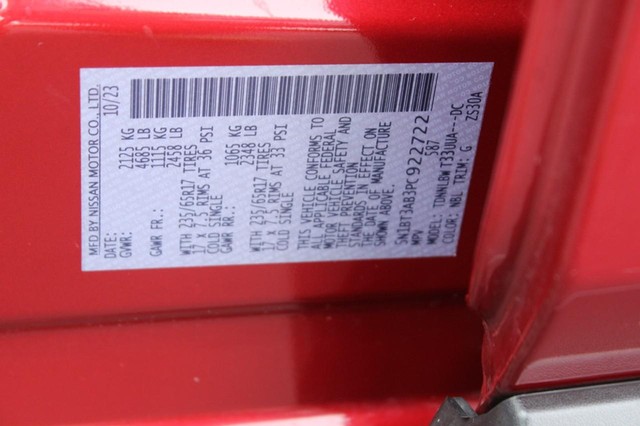 MFD BY NISSAN MOTOR CO., LTD.
DATE: 10/23
GVWR: 2125 KG
4685 LB
GAWR FR.: 1115 KG
2458 LB
WITH 235/65R17 TIRES
17 X 7.5 RIMS AT 36 PSI
COLD SINGLE
GAWR RR: 1065 KG
2348 LB
WITH 235/65R17 TIRES
17 X 7.5 RIMS AT 33 PSI
COLD SINGLE
THIS VEHICLE CONFORMS TO
ALL APPLICABLE FEDERAL
MOTOR VEHICLE SAFETY AND
THEFT PREVENTION
STANDARDS IN EFFECT ON
THE DATE OF MANUFACTURE
SHOWN ABOVE.
5N1BT3AB3PC922722
MPV 587
MODEL: TDNNLBW T33UUA---DC
COLOR: NBL TRIM: G ZS30A